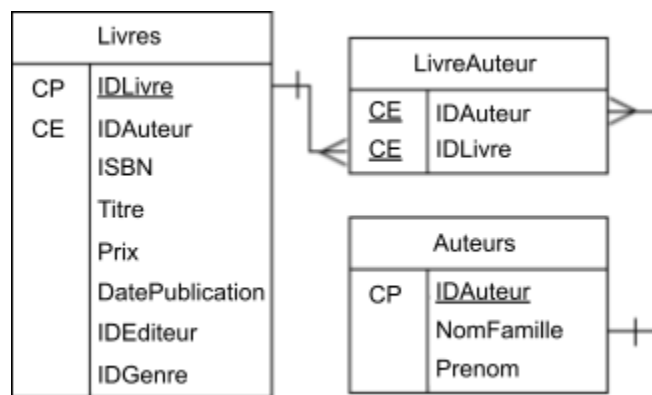 Livres
CP IDLivre
CE IDAuteur
ISBN
Titre
Prix
DatePublication
IDEditeur
IDGenre
LivreAuteur
CE IDAuteur
CE IDLivre
Auteurs
CP IDAuteur
NomFamille
Prenom